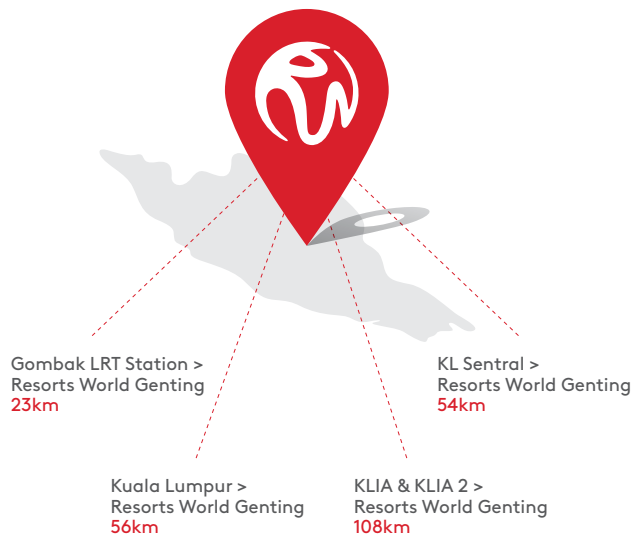 Gombak LRT Station >
Resorts World Genting
23km
KL Sentral >
Resorts World Genting
54km
Kuala Lumpur >
Resorts World Genting
56km
KLIA & KLIA 2 >
Resorts World Genting
108km